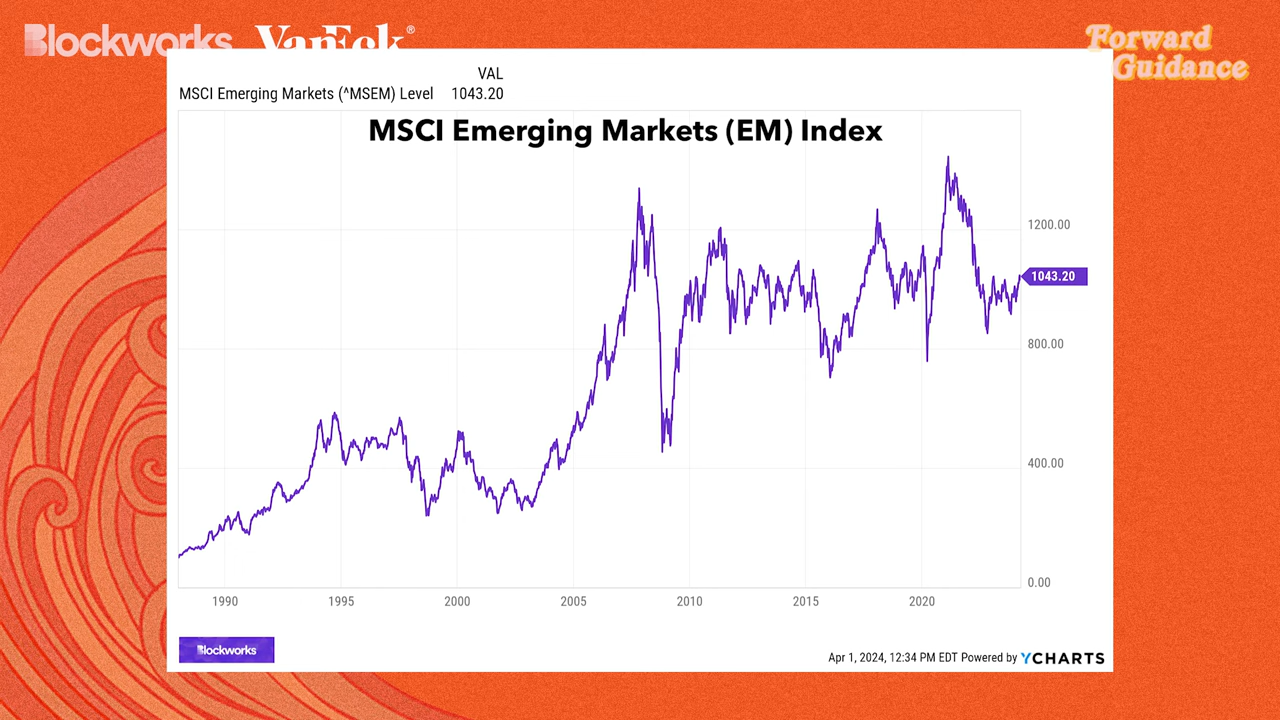 Blockworks
VanEck®
Forward
Guidance
VAL
MSCI Emerging Markets (^MSEM) Level 1043.20
MSCI Emerging Markets (EM) Index
1200.00
1043.20
800.00
400.00
0.00
1990 1995 2000 2005 2010 2015 2020
Blockworks
Apr 1, 2024, 12:34 PM EDT Powered by YCHARTS